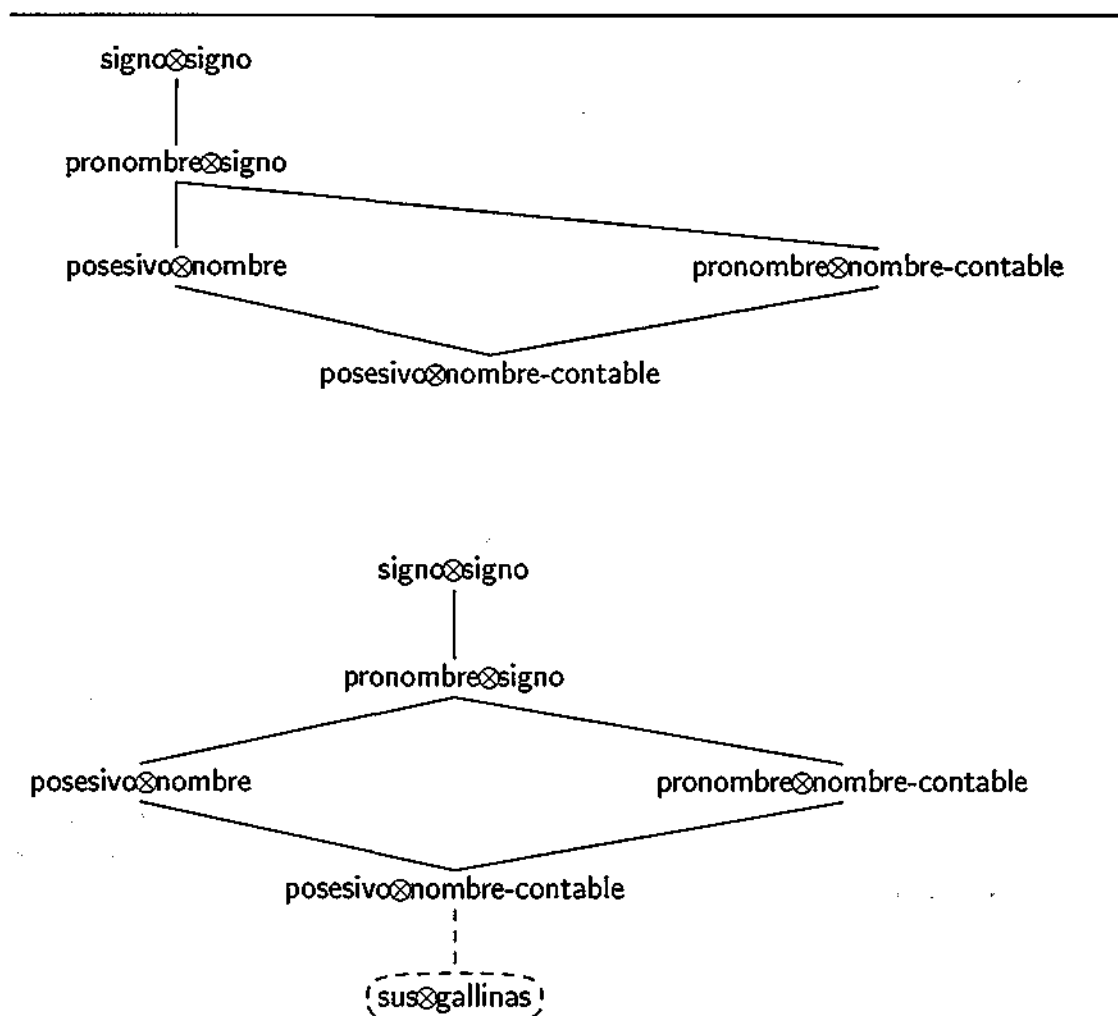 signo⊗signo
pronombre⊗signo
posesivo⊗nombre pronombre⊗nombre-contable
posesivo⊗nombre-contable
signo⊗signo
pronombre⊗signo
posesivo⊗nombre pronombre⊗nombre-contable
posesivo⊗nombre-contable
sus⊗gallinas